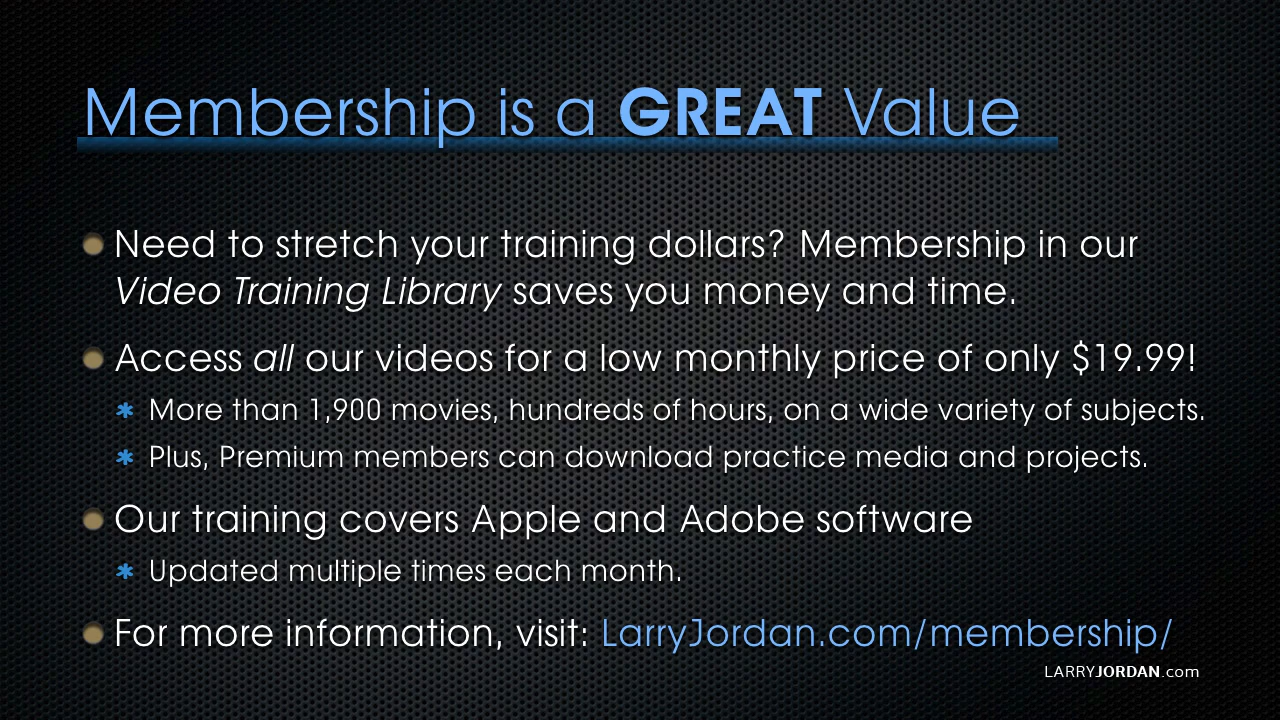 Membership is a GREAT Value
Need to stretch your training dollars? Membership in our
Video Training Library saves you money and time.
Access all our videos for a low monthly price of only $19.99!
More than 1,900 movies, hundreds of hours, on a wide variety of subjects.
Plus, Premium members can download practice media and projects.
Our training covers Apple and Adobe software
Updated multiple times each month.
For more information, visit: LarryJordan.com/membership/
LARRYJORDAN.com